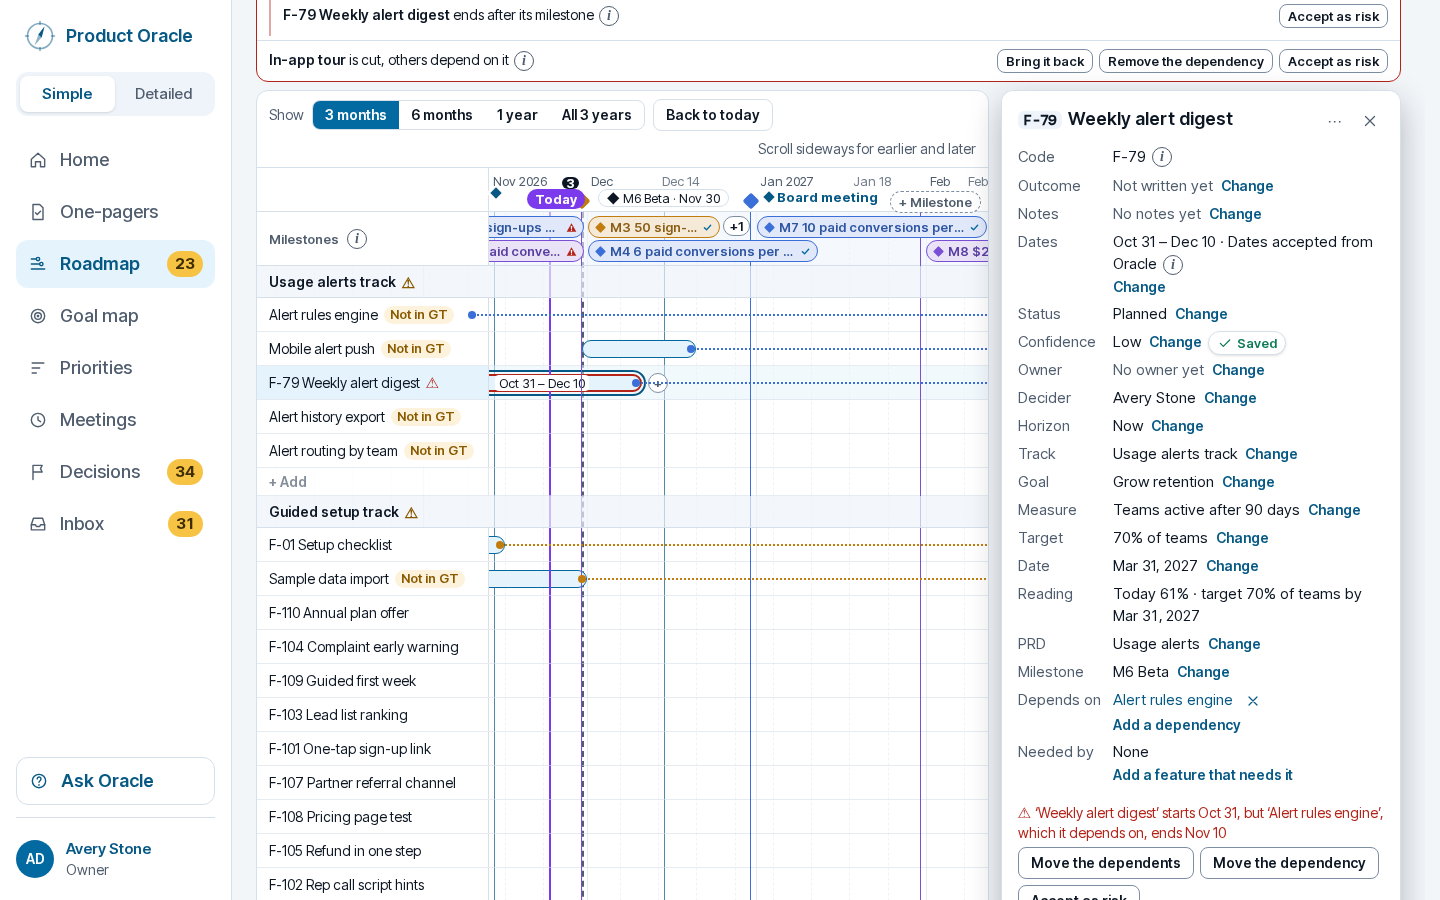 Product Oracle
Simple
Detailed
Home
One-pagers
Roadmap 23
Goal map
Priorities
Meetings
Decisions 34
Inbox 31
Ask Oracle
AD
Avery Stone
Owner
F-79 Weekly alert digest ends after its milestone i
Accept as risk
In-app tour is cut, others depend on it i
Bring it back
Remove the dependency
Accept as risk
Show
3 months
6 months
1 year
All 3 years
Back to today
Scroll sideways for earlier and later
Nov 2026
3
Dec
Dec 14
Jan 2027
Jan 18
Feb
Feb
Today
M6 Beta · Nov 30
Board meeting
+ Milestone
Milestones i
sign-ups ...
M3 50 sign-...
+1
M7 10 paid conversions per...
aid conve...
M4 6 paid conversions per ...
M8 $2
Usage alerts track
Alert rules engine Not in GT
Mobile alert push Not in GT
F-79 Weekly alert digest
Oct 31 – Dec 10
+
Alert history export Not in GT
Alert routing by team Not in GT
+ Add
Guided setup track
F-01 Setup checklist
Sample data import Not in GT
F-110 Annual plan offer
F-104 Complaint early warning
F-109 Guided first week
F-103 Lead list ranking
F-101 One-tap sign-up link
F-107 Partner referral channel
F-108 Pricing page test
F-105 Refund in one step
F-102 Rep call script hints
F-79 Weekly alert digest
...
Code F-79 i
Outcome Not written yet Change
Notes No notes yet Change
Dates Oct 31 – Dec 10 · Dates accepted from
Oracle i
Change
Status Planned Change
Confidence Low Change Saved
Owner No owner yet Change
Decider Avery Stone Change
Horizon Now Change
Track Usage alerts track Change
Goal Grow retention Change
Measure Teams active after 90 days Change
Target 70% of teams Change
Date Mar 31, 2027 Change
Reading Today 61% · target 70% of teams by
Mar 31, 2027
PRD Usage alerts Change
Milestone M6 Beta Change
Depends on Alert rules engine
Add a dependency
Needed by None
Add a feature that needs it
‘Weekly alert digest’ starts Oct 31, but ‘Alert rules engine’,
which it depends on, ends Nov 10
Move the dependents
Move the dependency
Accept as risk